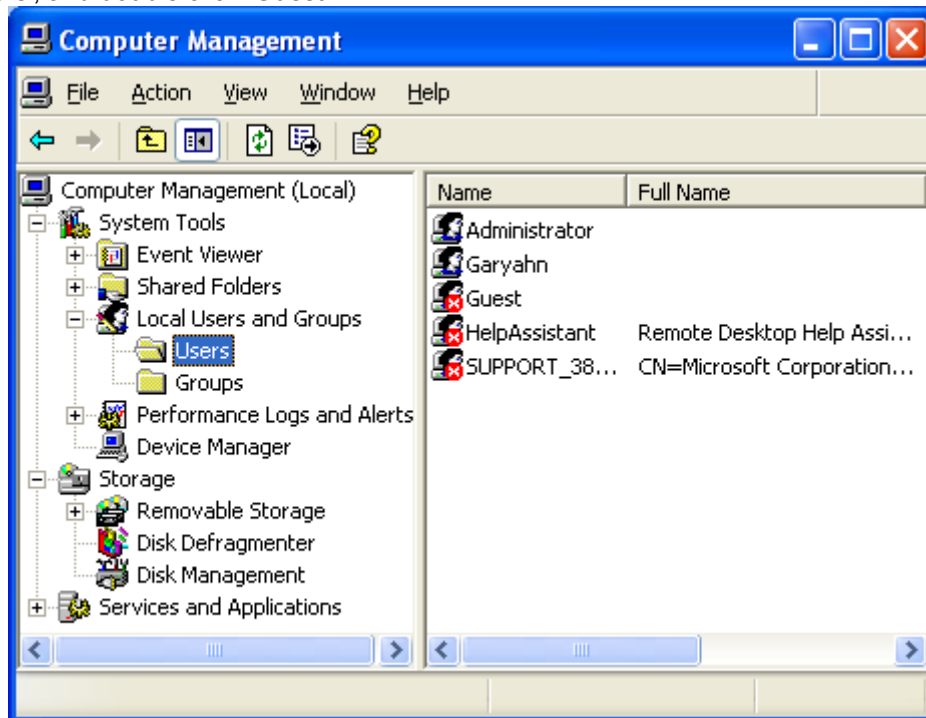 Computer Management
File Action View Window Help
Computer Management (Local)
System Tools
Event Viewer
Shared Folders
Local Users and Groups
Users
Groups
Performance Logs and Alerts
Device Manager
Storage
Removable Storage
Disk Defragmenter
Disk Management
Services and Applications
Name Full Name
Administrator
Garyahn
Guest
HelpAssistant Remote Desktop Help Assi...
SUPPORT_38... CN=Microsoft Corporation...